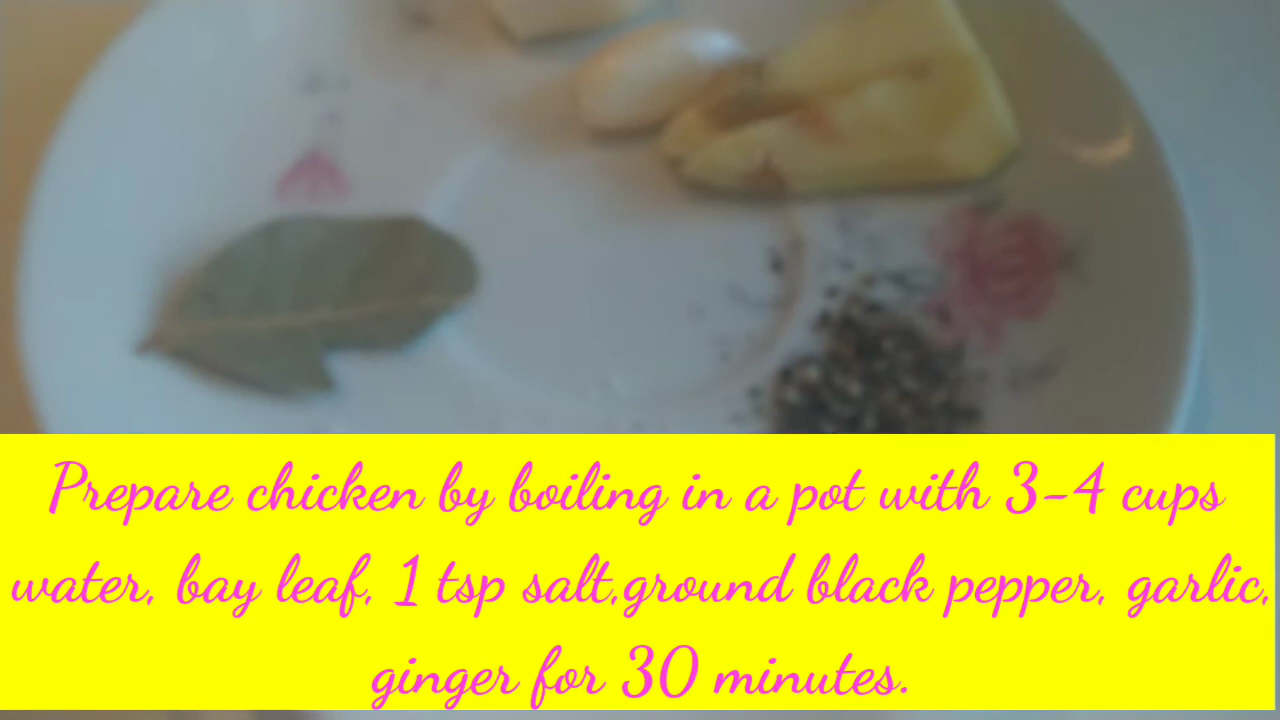 Prepare chicken by boiling in a pot with 3-4 cups
water, bay leaf, 1 tsp salt,ground black pepper, garlic,
ginger for 30 minutes.